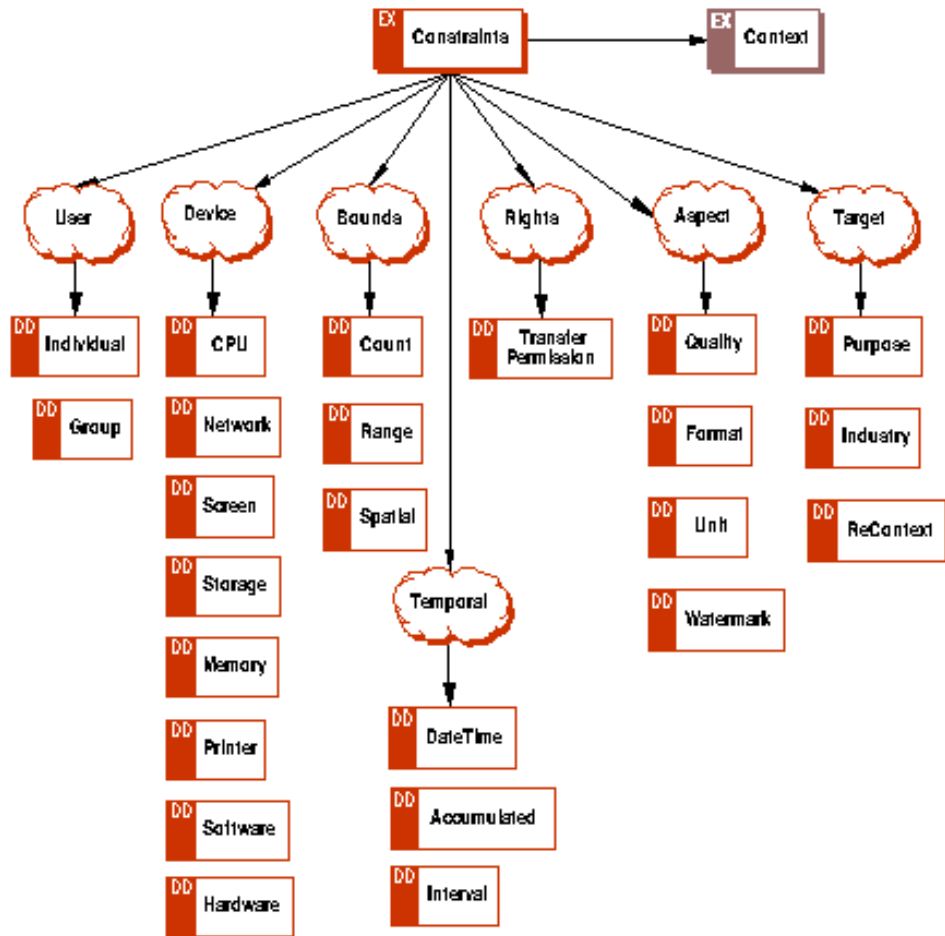 EX Constraints
EX Context
User
Device
Bounds
Rights
Aspect
Target
DD Individual
DD Group
DD CPU
DD Network
DD Screen
DD Storage
DD Memory
DD Printer
DD Software
DD Hardware
DD Count
DD Range
DD Spatial
DD Transfer
Permission
DD Quality
DD Format
DD Unit
DD Watermark
DD Purpose
DD Industry
DD ReContext
Temporal
DD DateTime
DD Accumulated
DD Interval